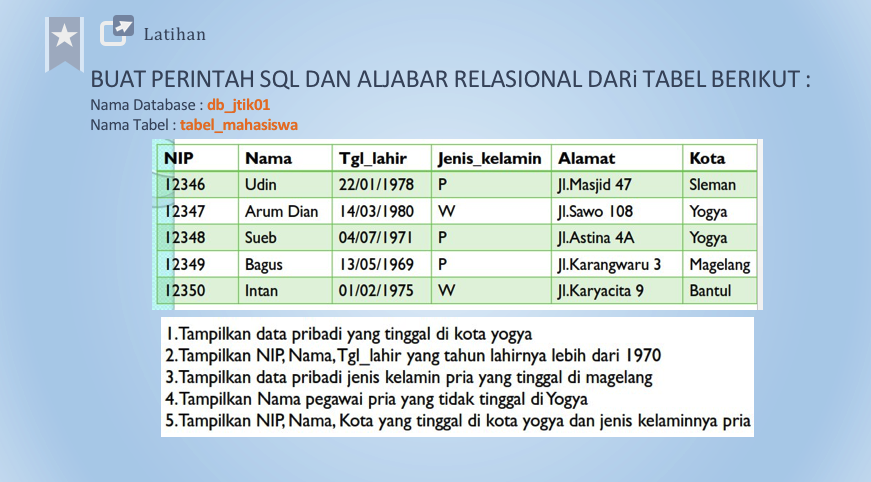 Latihan
BUAT PERINTAH SQL DAN ALJABAR RELASIONAL DARi TABEL BERIKUT :
Nama Database : db_jtik01
Nama Tabel : tabel_mahasiswa
NIP Nama Tgl_lahir Jenis_kelamin Alamat Kota
12346 Udin 22/01/1978 P Jl.Masjid 47 Sleman
12347 Arum Dian 14/03/1980 W Jl.Sawo 108 Yogya
12348 Sueb 04/07/1971 P Jl.Astina 4A Yogya
12349 Bagus 13/05/1969 P Jl.Karangwaru 3 Magelang
12350 Intan 01/02/1975 W Jl.Karyacita 9 Bantul
1.Tampilkan data pribadi yang tinggal di kota yogya
2.Tampilkan NIP, Nama, Tgl_lahir yang tahun lahirnya lebih dari 1970
3.Tampilkan data pribadi jenis kelamin pria yang tinggal di magelang
4.Tampilkan Nama pegawai pria yang tidak tinggal di Yogya
5.Tampilkan NIP, Nama, Kota yang tinggal di kota yogya dan jenis kelaminnya pria